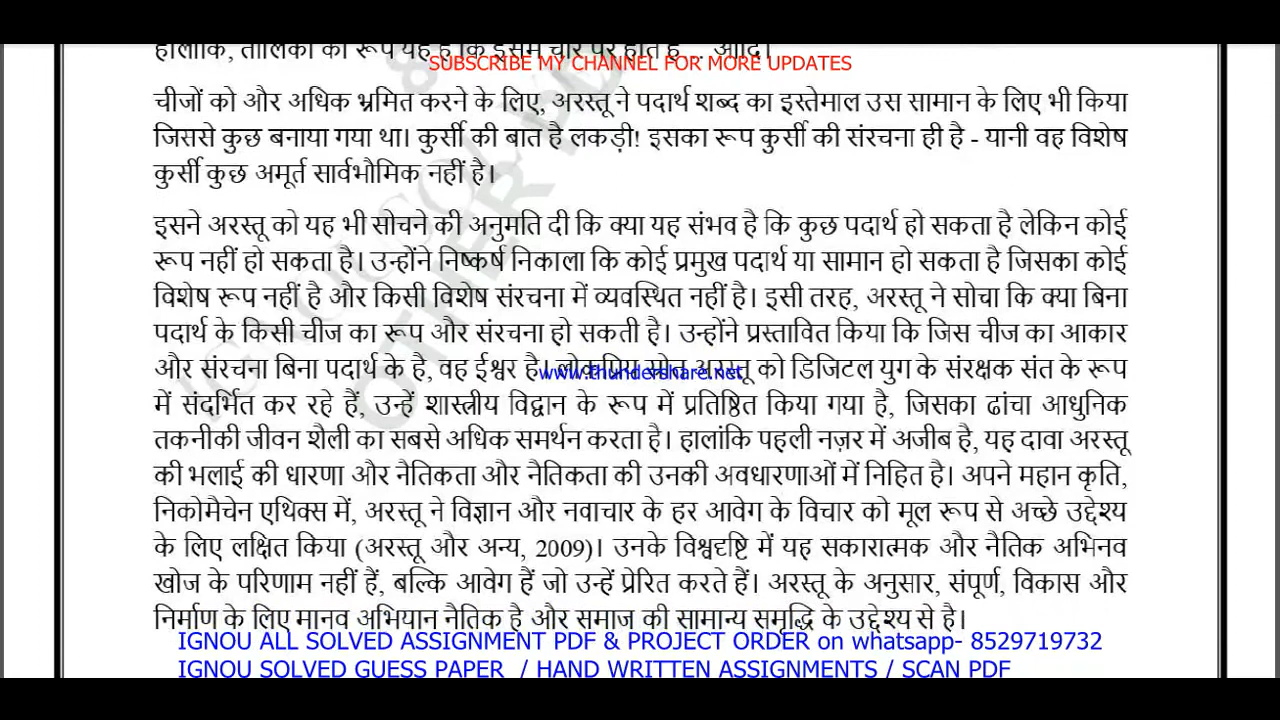 हालांकि, तालिका का रूप यह है कि इसमें चार पैर होते हैं - आदि।
SUBSCRIBE MY CHANNEL FOR MORE UPDATES
चीजों को और अधिक भ्रमित करने के लिए, अरस्तू ने पदार्थ शब्द का इस्तेमाल उस सामान के लिए भी किया
जिससे कुछ बनाया गया था। कुर्सी की बात है लकड़ी! इसका रूप कुर्सी की संरचना ही है - यानी वह विशेष
कुर्सी कुछ अमूर्त सार्वभौमिक नहीं है।
इसने अरस्तू को यह भी सोचने की अनुमति दी कि क्या यह संभव है कि कुछ पदार्थ हो सकता है लेकिन कोई
रूप नहीं हो सकता है। उन्होंने निष्कर्ष निकाला कि कोई प्रमुख पदार्थ या सामान हो सकता है जिसका कोई
विशेष रूप नहीं है और किसी विशेष संरचना में व्यवस्थित नहीं है। इसी तरह, अरस्तू ने सोचा कि क्या बिना
पदार्थ के किसी चीज का रूप और संरचना हो सकती है। उन्होंने प्रस्तावित किया कि जिस चीज का आकार
और संरचना बिना पदार्थ के है, वह ईश्वर है। लोकप्रिय सोच अरस्तू को डिजिटल युग के संरक्षक संत के रूप
www.thundershare.net
में संदर्भित कर रहे हैं, उन्हें शास्त्रीय विद्वान के रूप में प्रतिष्ठित किया गया है, जिसका ढांचा आधुनिक
तकनीकी जीवन शैली का सबसे अधिक समर्थन करता है। हालांकि पहली नज़र में अजीब है, यह दावा अरस्तू
की भलाई की धारणा और नैतिकता और नैतिकता की उनकी अवधारणाओं में निहित है। अपने महान कृति,
निकोमैचेन एथिक्स में, अरस्तू ने विज्ञान और नवाचार के हर आवेग के विचार को मूल रूप से अच्छे उद्देश्य
के लिए लक्षित किया (अरस्तू और अन्य, 2009)। उनके विश्वदृष्टि में यह सकारात्मक और नैतिक अभिनव
खोज के परिणाम नहीं हैं, बल्कि आवेग हैं जो उन्हें प्रेरित करते हैं। अरस्तू के अनुसार, संपूर्ण, विकास और
निर्माण के लिए मानव अभियान नैतिक है और समाज की सामान्य समृद्धि के उद्देश्य से है।
IGNOU ALL SOLVED ASSIGNMENT PDF & PROJECT ORDER on whatsapp- 8529719732
IGNOU SOLVED GUESS PAPER / HAND WRITTEN ASSIGNMENTS / SCAN PDF